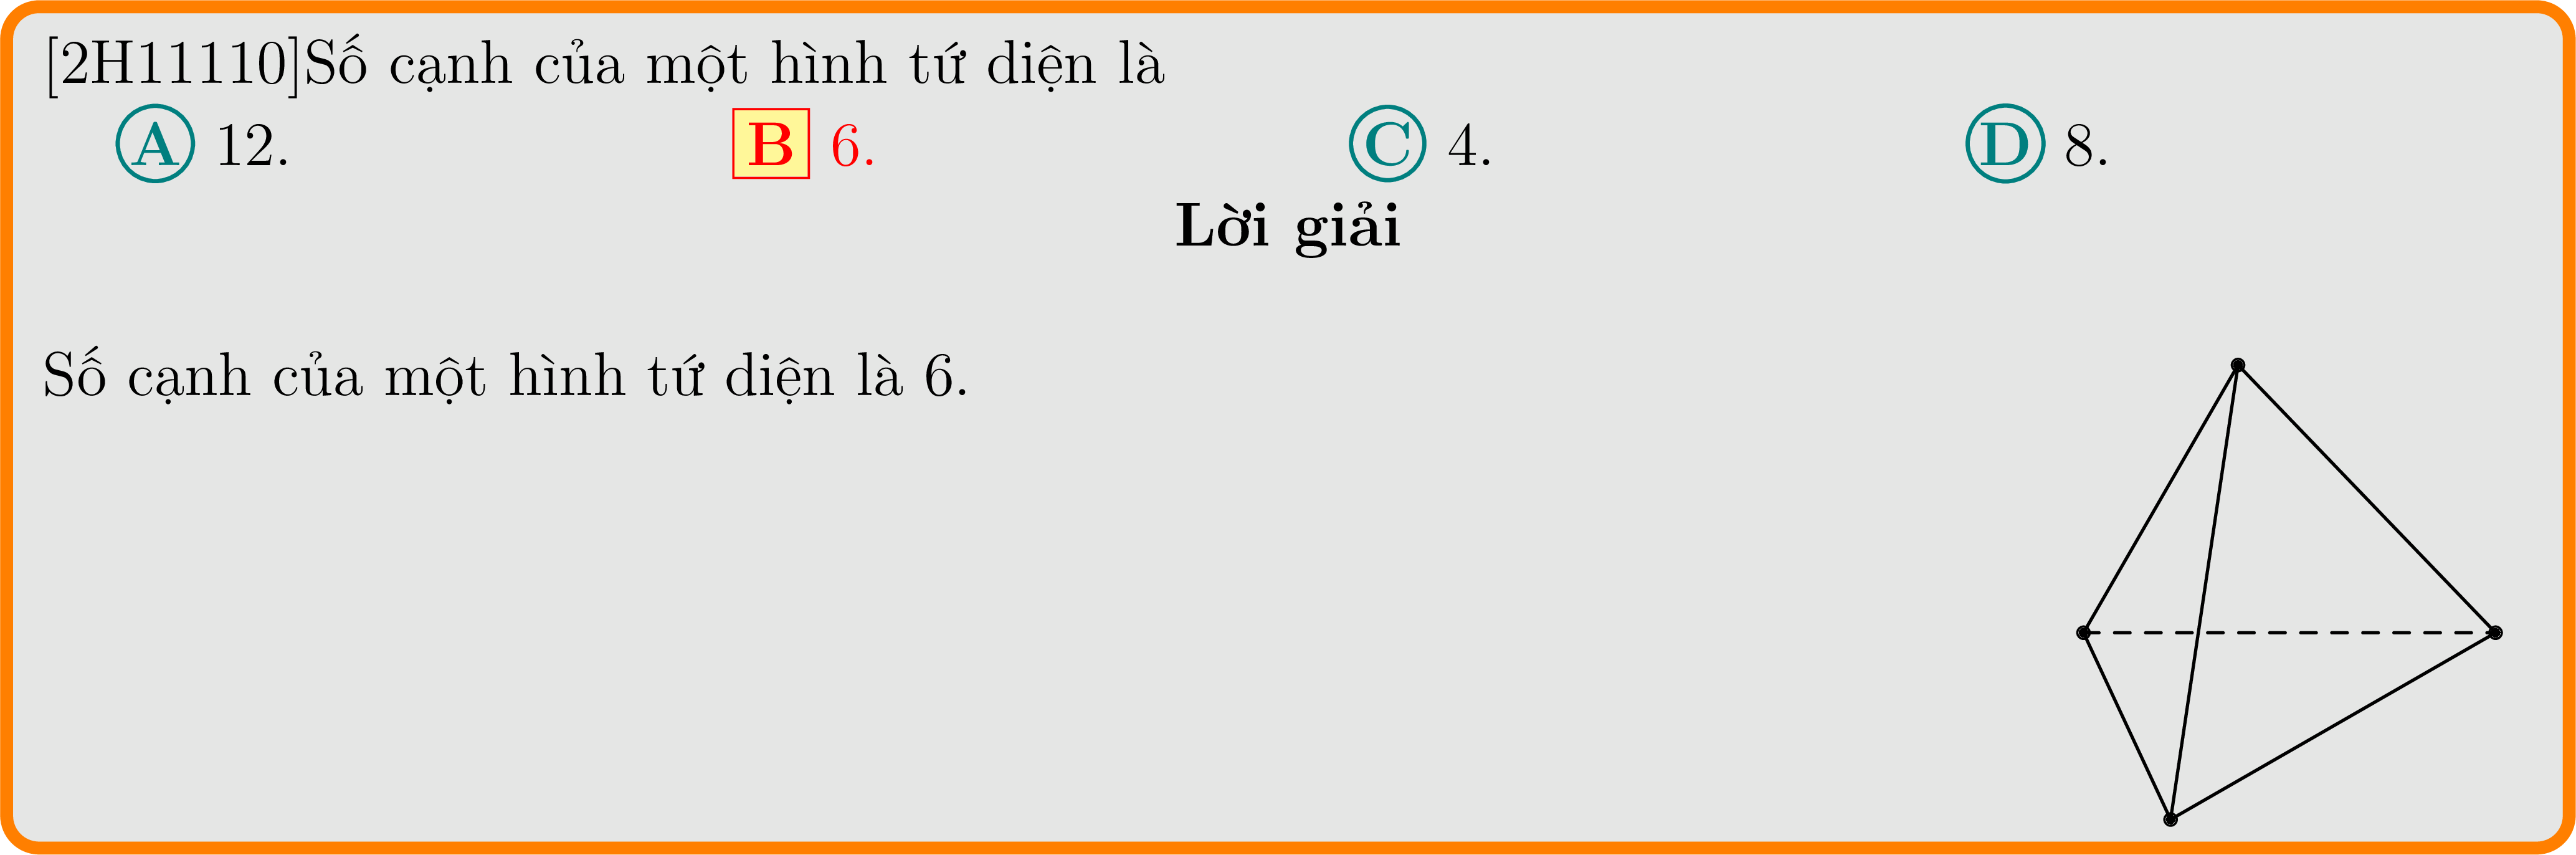 [2H11110]Số cạnh của một hình tứ diện là
A 12. B 6. C 4. D 8.
Lời giải
Số cạnh của một hình tứ diện là 6.